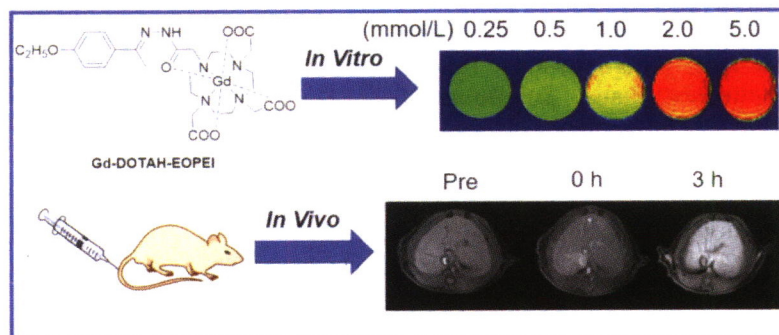 (mmol/L) 0.25 0.5 1.0 2.0 5.0
N NH
C₂H₅O
O
COO
N N
Gd
N N
COO
COO
In Vitro
Gd-DOTAH-EOPEI
Pre 0 h 3 h
In Vivo